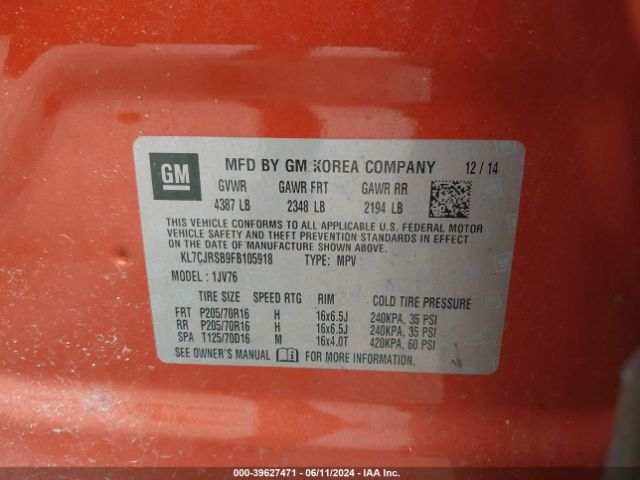 GM
MFD BY GM KOREA COMPANY 12/14
GVWR GAWR FRT GAWR RR
4387 LB 2348 LB 2194 LB
THIS VEHICLE CONFORMS TO ALL APPLICABLE U.S. FEDERAL MOTOR
VEHICLE SAFETY AND THEFT PREVENTION STANDARDS IN EFFECT
ON THE DATE OF MANUFACTURE SHOWN ABOVE.
KL7CJRSB9FB105918 TYPE: MPV
MODEL: 1JV76
TIRE SIZE SPEED RTG RIM COLD TIRE PRESSURE
FRT P205/70R16 H 16x6.5J 240KPA, 35 PSI
RR P205/70R16 H 16x6.5J 240KPA, 35 PSI
SPA T125/70D16 M 16x4.0T 420KPA, 60 PSI
SEE OWNER'S MANUAL FOR MORE INFORMATION.
000-39627471 - 06/11/2024 - IAA Inc.